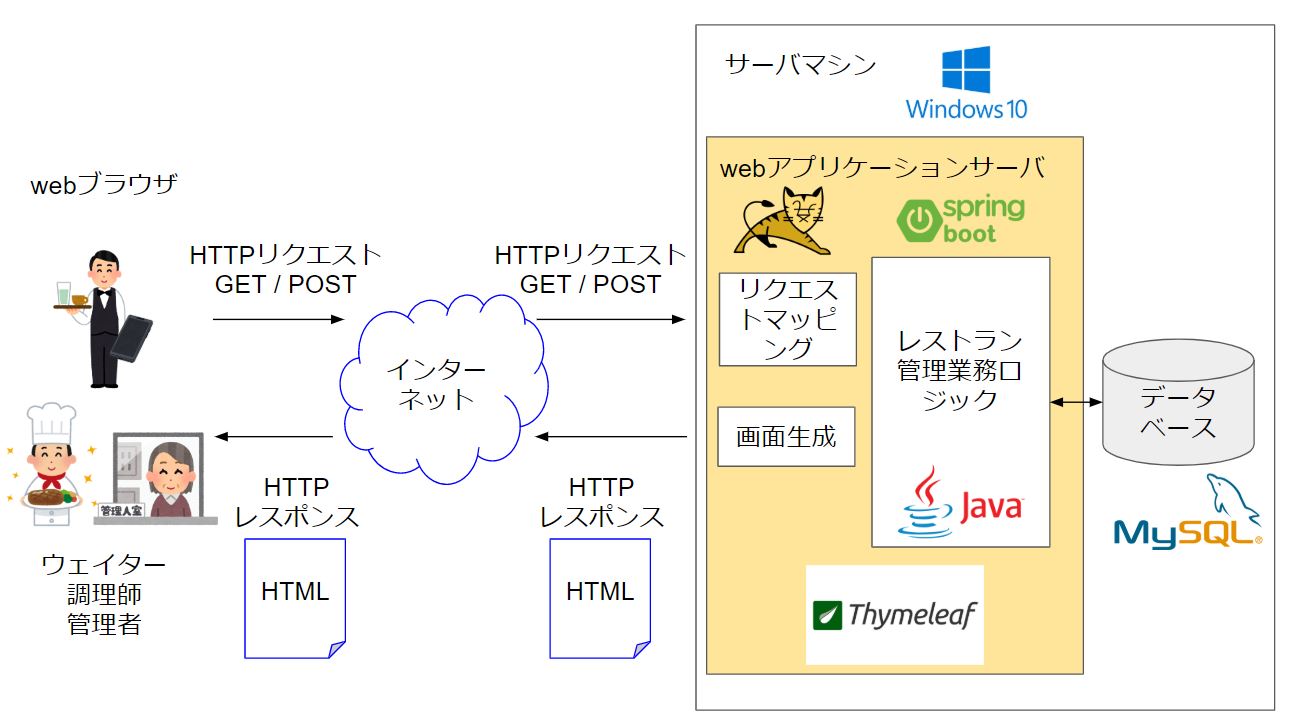 サーバマシン
Windows 10
webアプリケーションサーバ
spring
boot
webブラウザ
HTTPリクエスト
GET / POST
HTTPリクエスト
GET / POST
リクエス
トマッピ
ング
レストラン
管理業務ロ
ジック
インター
ネット
データ
ベース
画面生成
管理人室
HTTP
レスポンス
HTTP
レスポンス
Java
MySQL
ウェイター
調理師
管理者
HTML
HTML
Thymeleaf